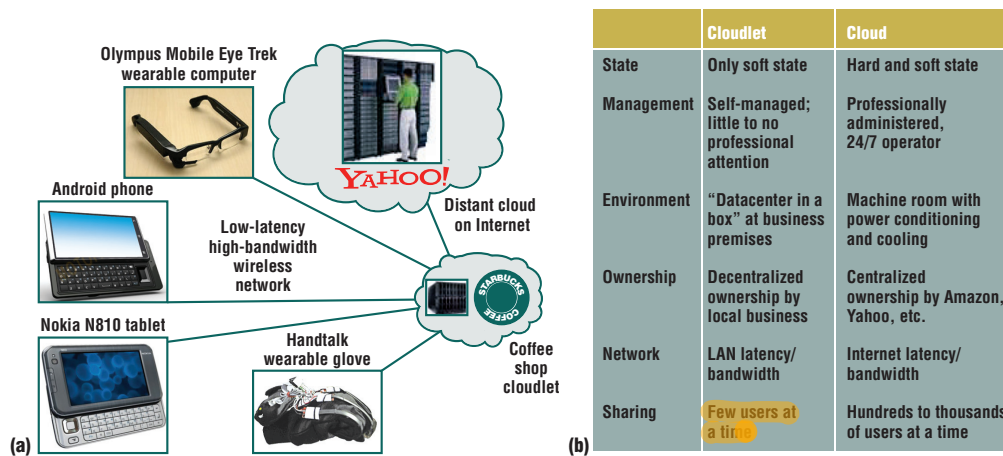 Olympus Mobile Eye Trek
wearable computer
YAHOO!
Android phone
Distant cloud
on Internet
Low-latency
high-bandwidth
wireless
network
STARBUCKS
COFFEE
Nokia N810 tablet
Handtalk
wearable glove
Coffee
shop
cloudlet
(a)
Cloudlet Cloud
State Only soft state Hard and soft state
Management Self-managed; Professionally
little to no administered,
professional 24/7 operator
attention
Environment “Datacenter in a Machine room with
box” at business power conditioning
premises and cooling
Ownership Decentralized Centralized
ownership by ownership by Amazon,
local business Yahoo, etc.
Network LAN latency/ Internet latency/
bandwidth bandwidth
Sharing Few users at Hundreds to thousands
a time of users at a time
(b)